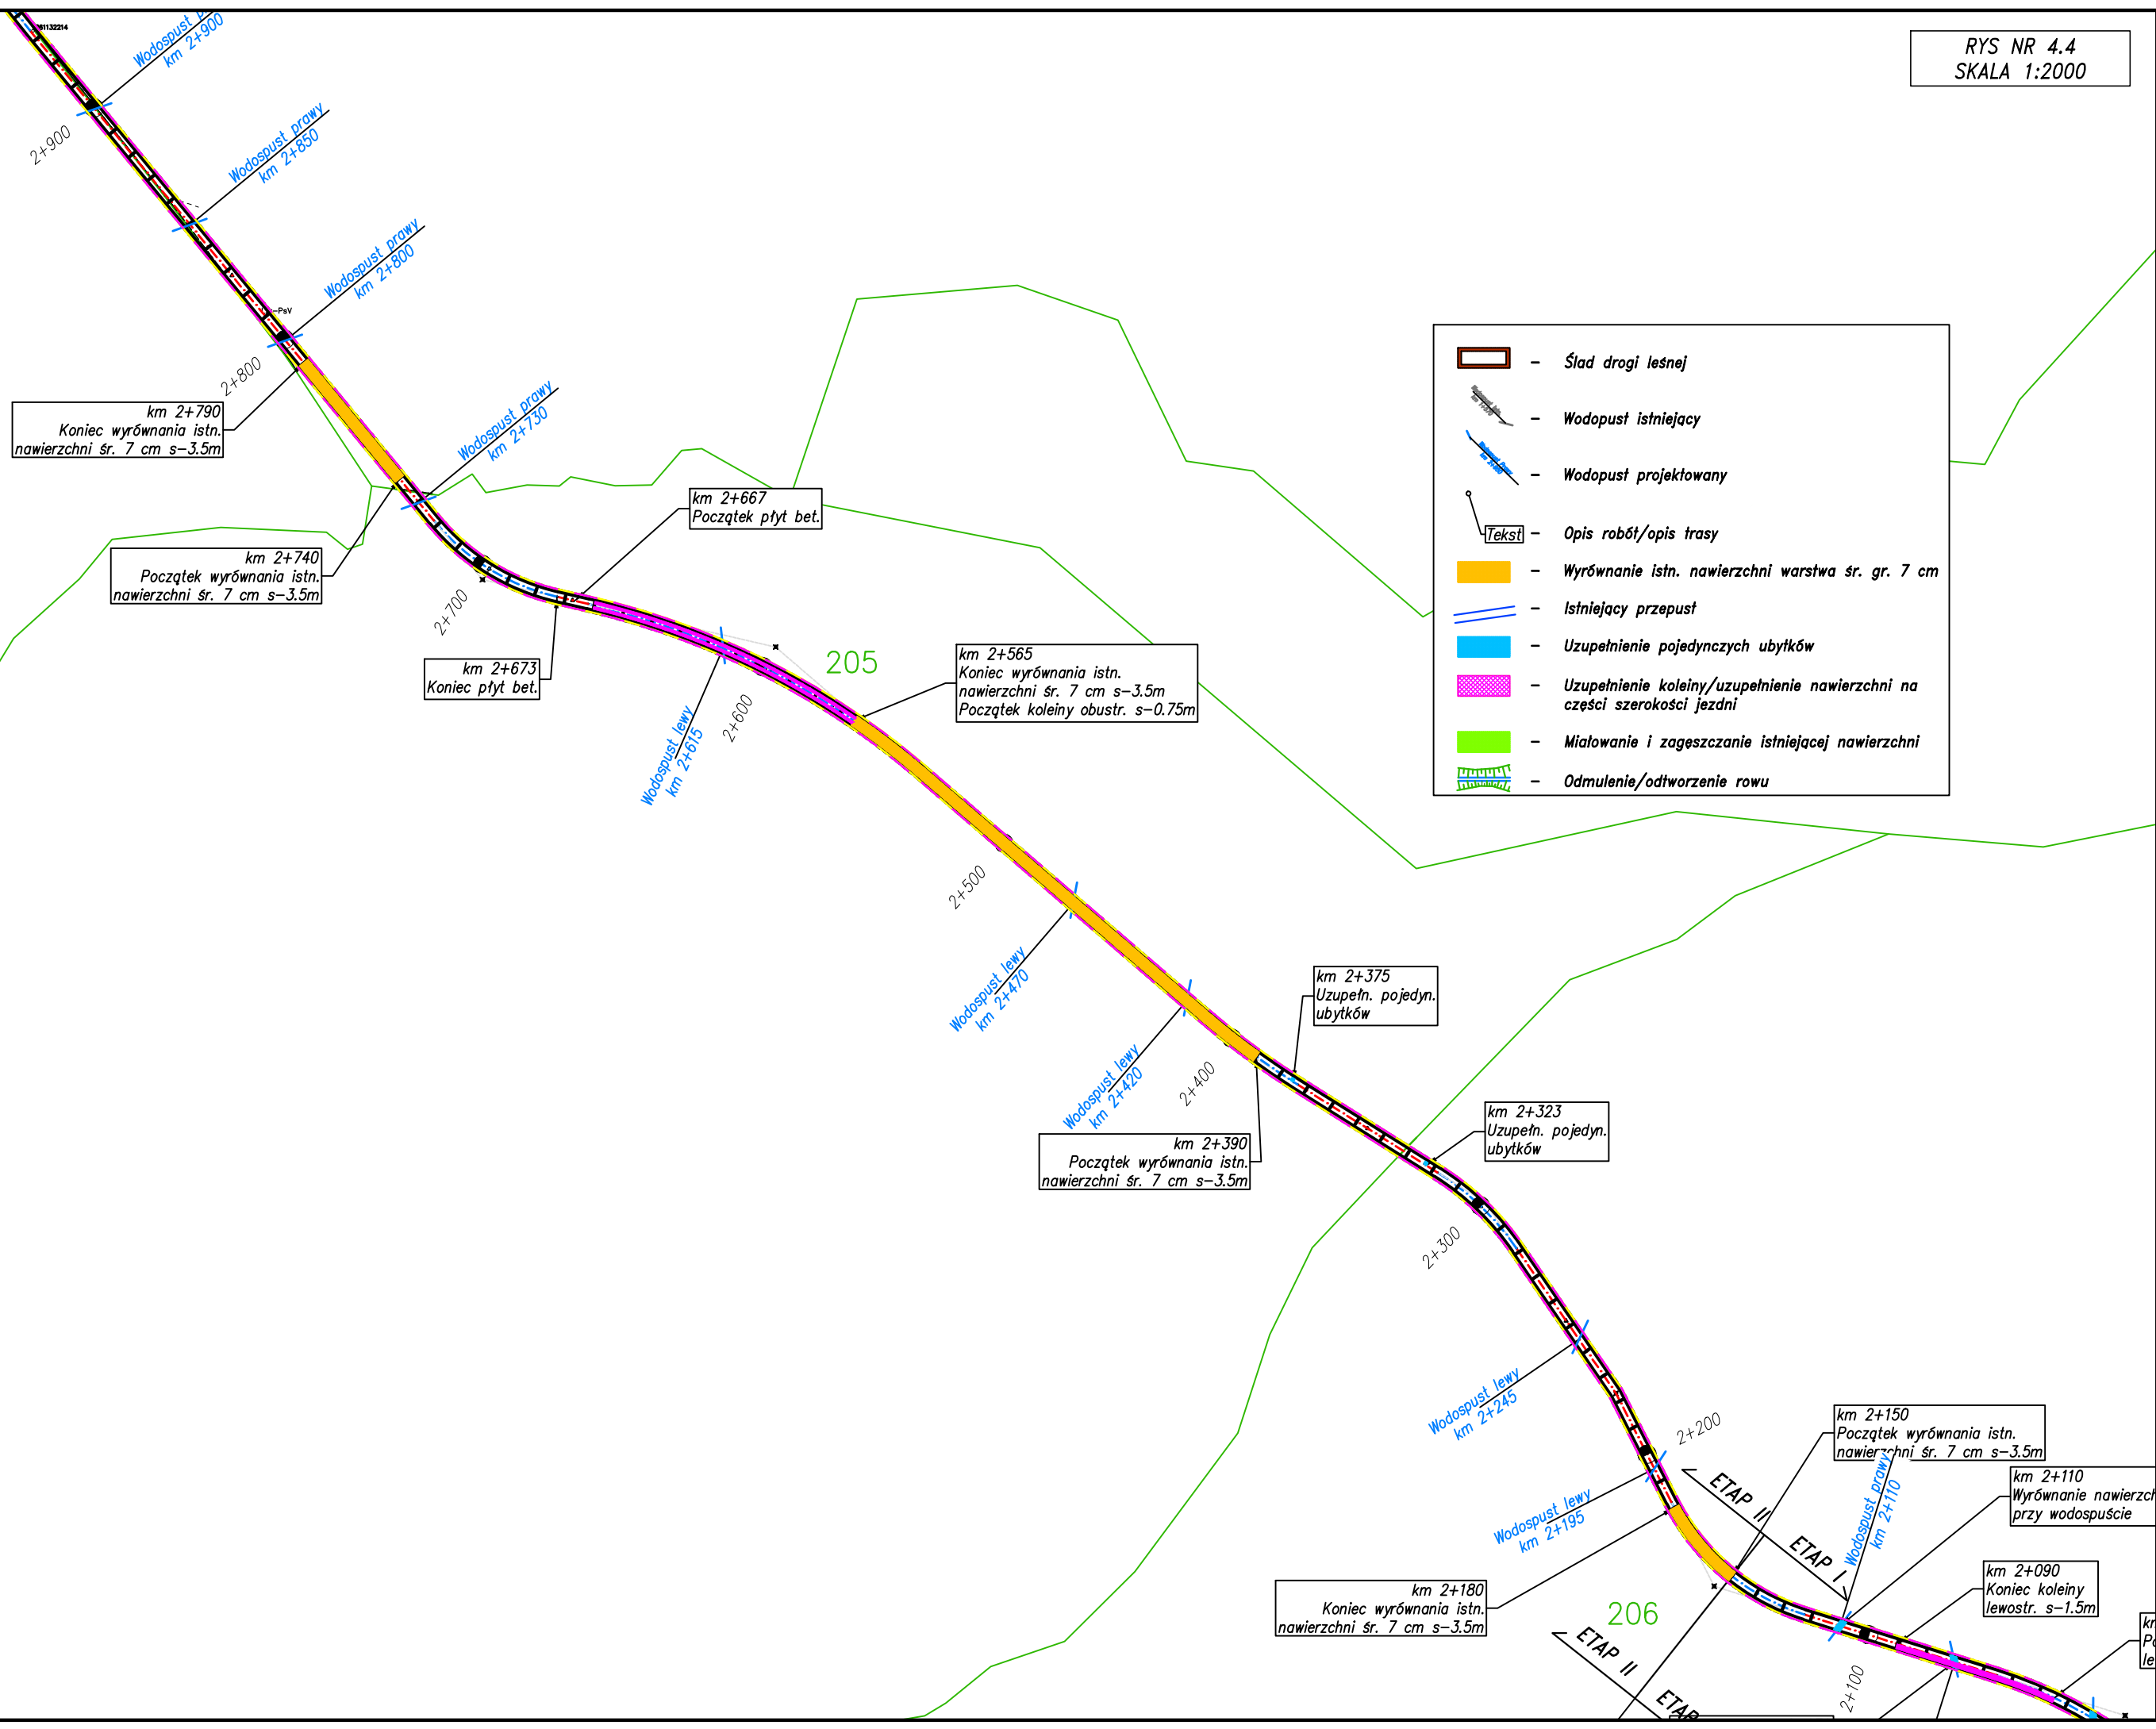 RYS NR 4.4
SKALA 1:2000
Wodospust
km 2+900
2+900
Wodospust prawy
km 2+850
Wodospust prawy
km 2+800
-PsV
2+800
km 2+790
Koniec wyrównania istn.
nawierzchni śr. 7 cm s-3.5m
Wodospust prawy
km 2+730
km 2+740
Początek wyrównania istn.
nawierzchni śr. 7 cm s-3.5m
km 2+667
Początek płyt bet.
2+700
km 2+673
Koniec płyt bet.
205
km 2+565
Koniec wyrównania istn.
nawierzchni śr. 7 cm s-3.5m
Początek koleiny obustr. s-0.75m
Wodospust lewy
km 2+615
2+600
- Ślad drogi leśnej
- Wodopust istniejący
- Wodopust projektowany
Tekst - Opis robót/opis trasy
- Wyrównanie istn. nawierzchni warstwa śr. gr. 7 cm
- Istniejący przepust
- Uzupełnienie pojedynczych ubytków
- Uzupełnienie koleiny/uzupełnienie nawierzchni na
części szerokości jezdni
- Miałowanie i zagęszczanie istniejącej nawierzchni
- Odmulenie/odtworzenie rowu
2+500
Wodospust lewy
km 2+470
Wodospust lewy
km 2+420
2+400
km 2+375
Uzupełn. pojedyn.
ubytków
km 2+390
Początek wyrównania istn.
nawierzchni śr. 7 cm s-3.5m
km 2+323
Uzupełn. pojedyn.
ubytków
2+300
Wodospust lewy
km 2+245
2+200
Wodospust lewy
km 2+195
km 2+150
Początek wyrównania istn.
nawierzchni śr. 7 cm s-3.5m
Wodospust prawy
km 2+110
km 2+110
Wyrównanie nawierzch
przy wodospuście
ETAP III
ETAP I
km 2+090
Koniec koleiny
lewostr. s-1.5m
km 2+180
Koniec wyrównania istn.
nawierzchni śr. 7 cm s-3.5m
206
ETAP II
ETAP
2+100